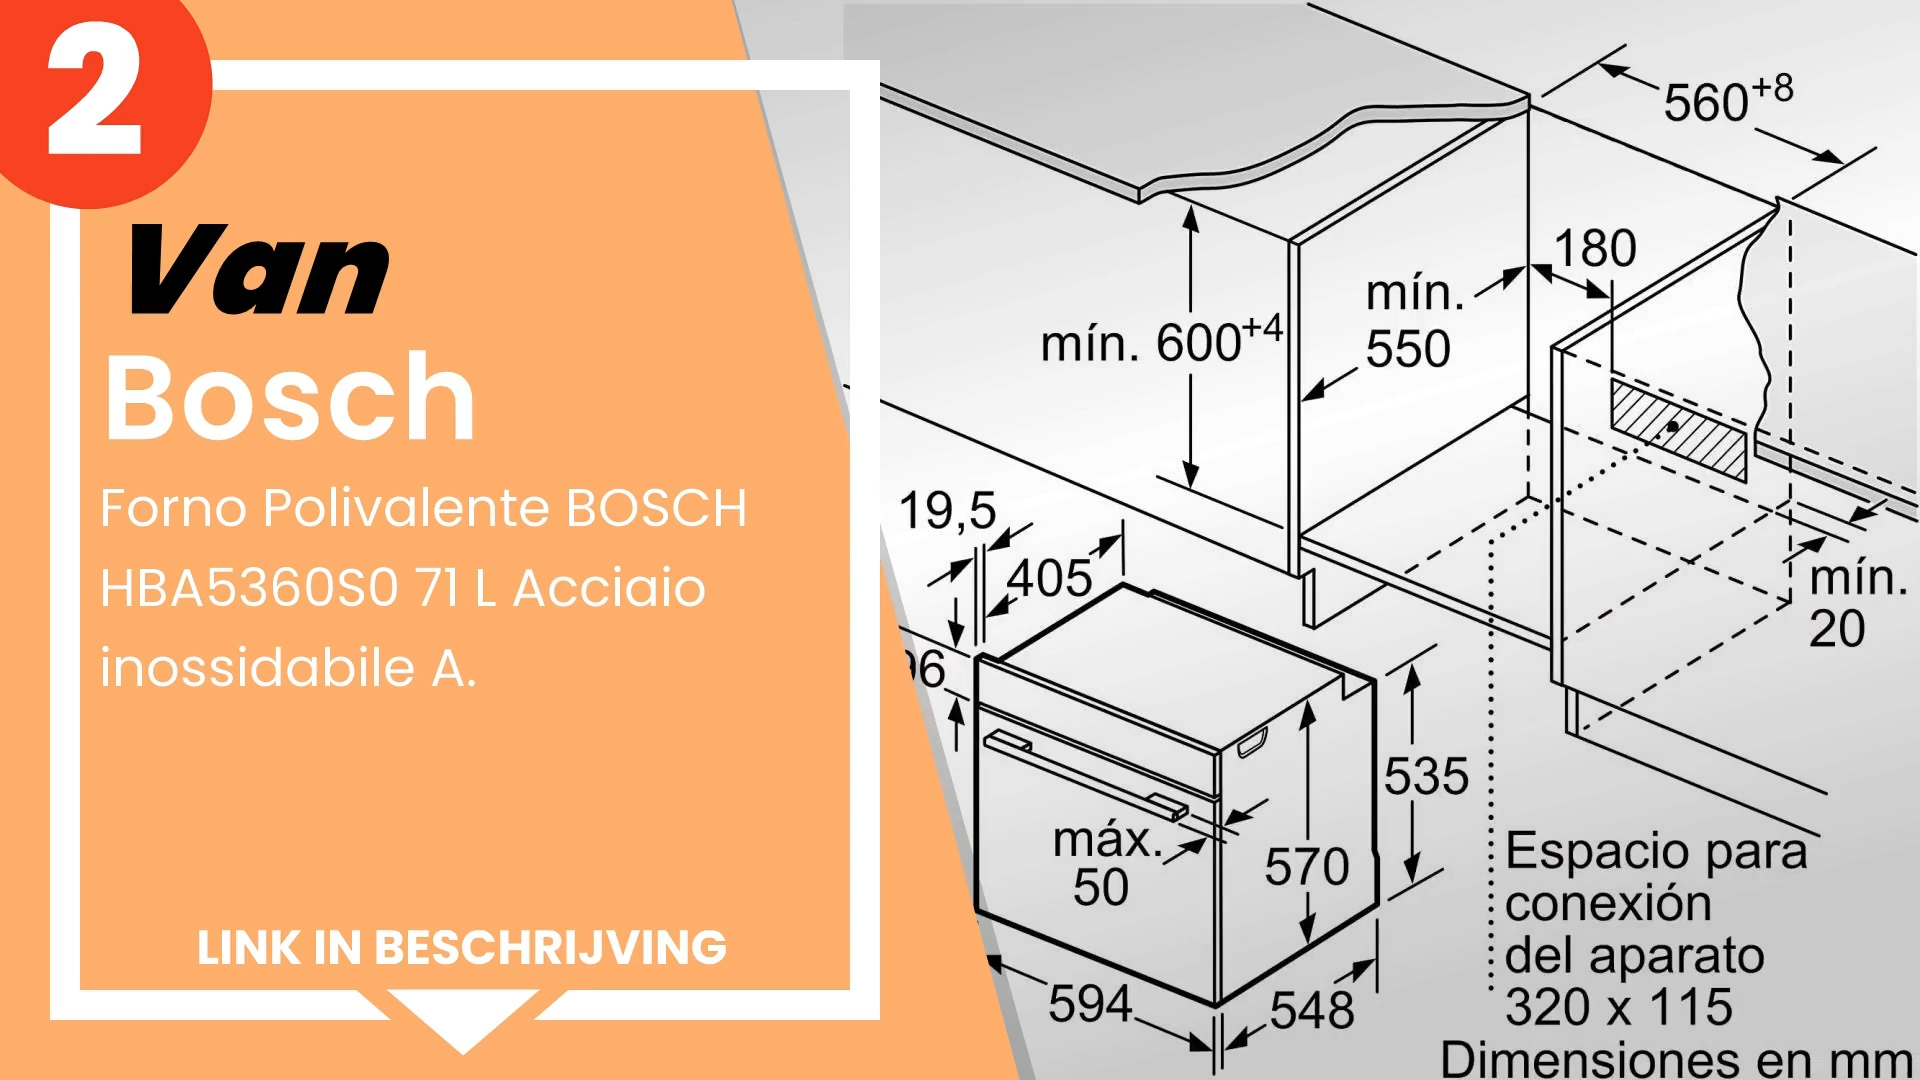 2
Van
Bosch
Forno Polivalente BOSCH
HBA5360S0 71 L Acciaio
inossidabile A.
LINK IN BESCHRIJVING
560+8
180
mín.
550
mín. 600+4
19,5
405
mín.
20
535
máx.
50
570
594
548
Espacio para
conexión
del aparato
320 x 115
Dimensiones en mm